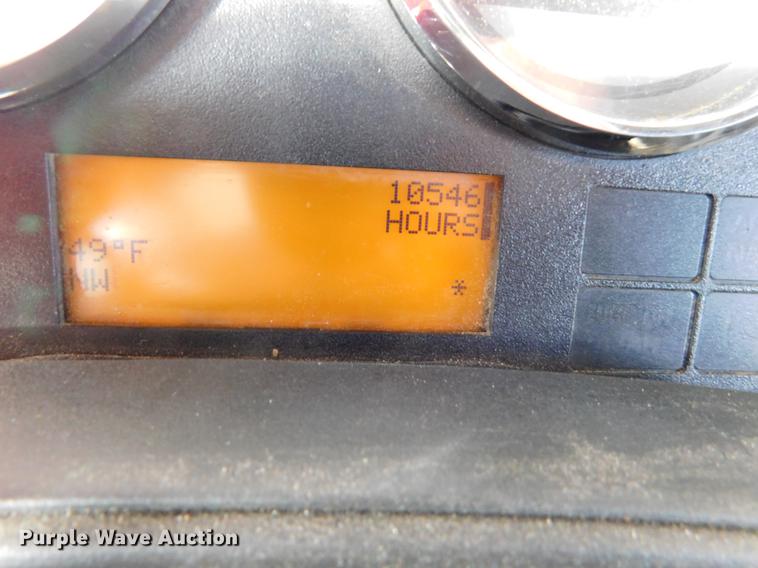 10546
HOURS
49°F
NW
*
Purple Wave Auction